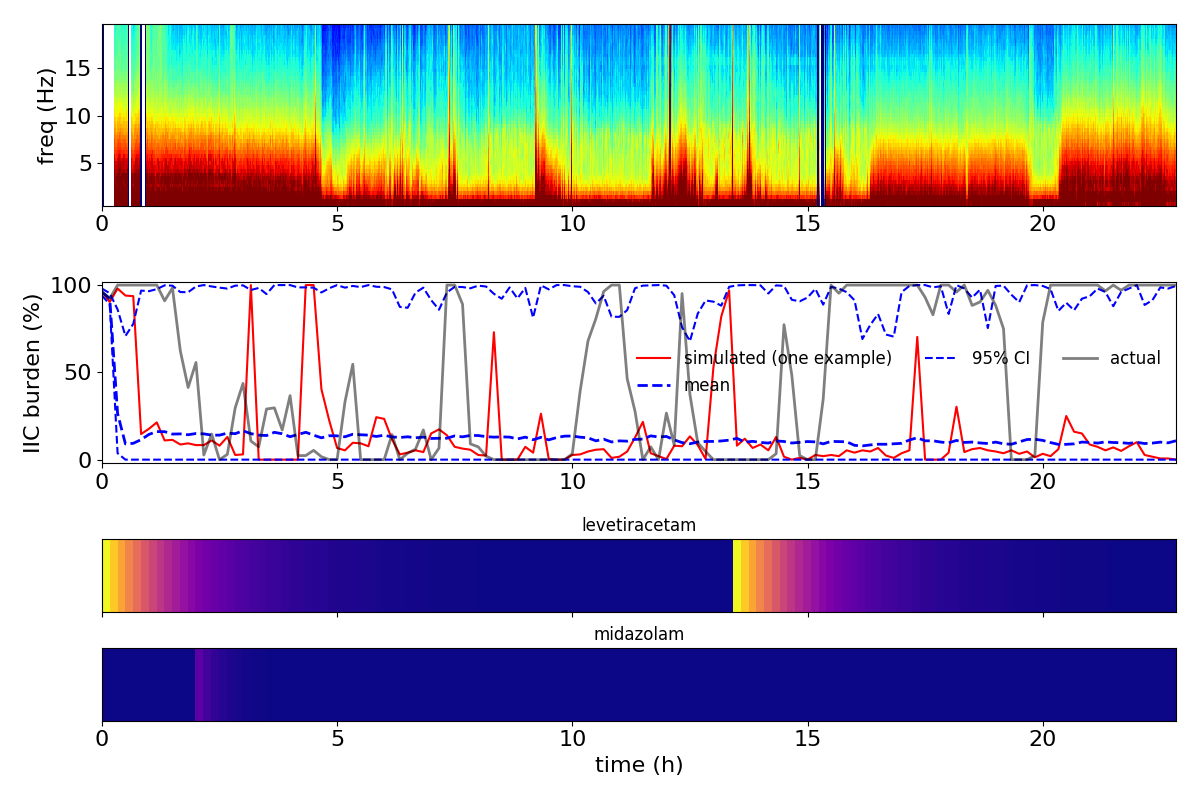 freq (Hz)
15
10
5
0 5 10 15 20
IIC burden (%)
100
50
0
simulated (one example) 95% CI actual
mean
0 5 10 15 20
levetiracetam
midazolam
0 5 10 15 20
time (h)